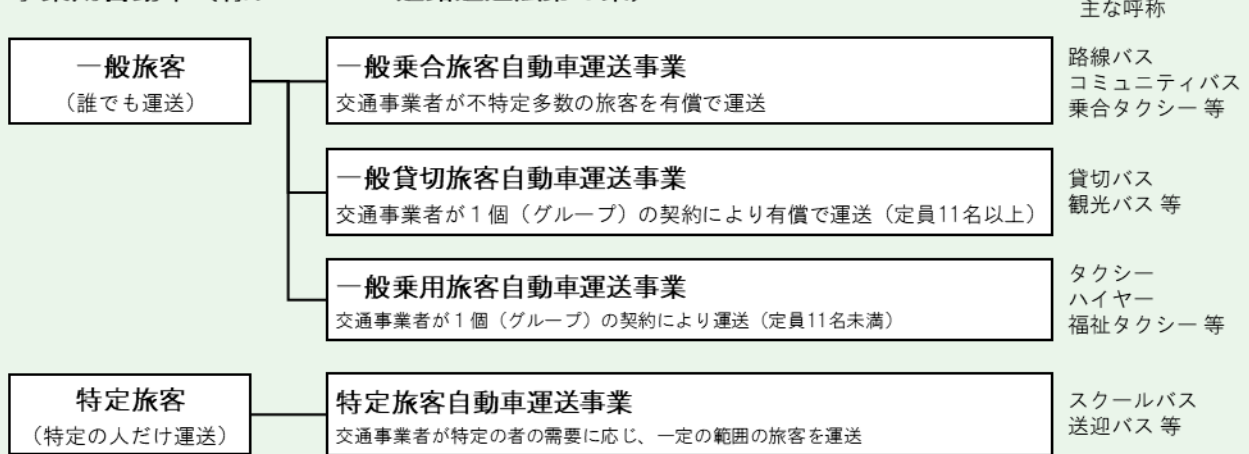 主な呼称
一般旅客
（誰でも運送）
一般乗合旅客自動車運送事業
交通事業者が不特定多数の旅客を有償で運送
路線バス
コミュニティバス
乗合タクシー 等
一般貸切旅客自動車運送事業
交通事業者が１個（グループ）の契約により有償で運送（定員11名以上）
貸切バス
観光バス 等
一般乗用旅客自動車運送事業
交通事業者が１個（グループ）の契約により運送（定員11名未満）
タクシー
ハイヤー
福祉タクシー 等
特定旅客
（特定の人だけ運送）
特定旅客自動車運送事業
交通事業者が特定の者の需要に応じ、一定の範囲の旅客を運送
スクールバス
送迎バス 等